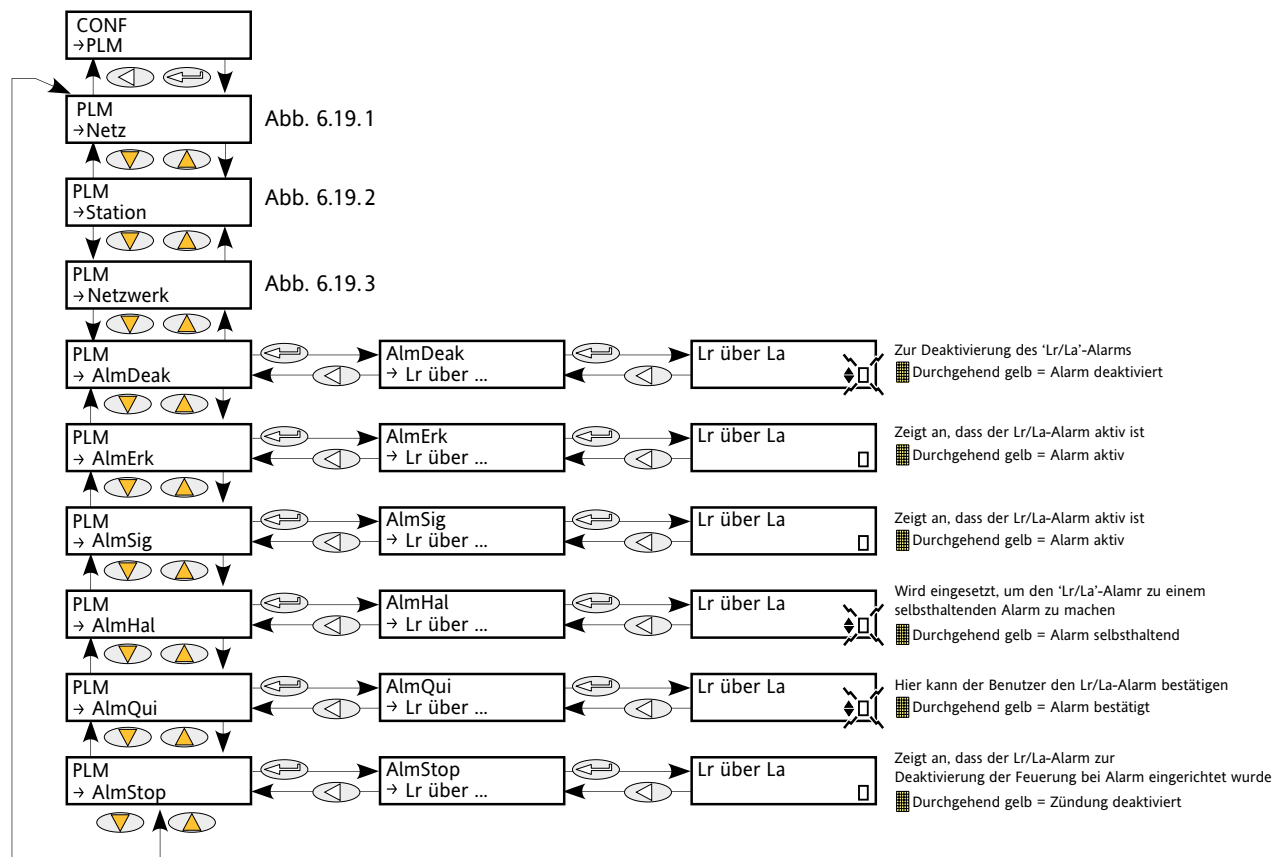 CONF
→PLM
PLM
→Netz
Abb. 6.19.1
PLM
→Station
Abb. 6.19.2
PLM
→Netzwerk
Abb. 6.19.3
PLM
→ AlmDeak
AlmDeak
→ Lr über ...
Lr über La
Zur Deaktivierung des ‘Lr/La’-Alarms
Durchgehend gelb = Alarm deaktiviert
PLM
→ AlmErk
AlmErk
→ Lr über ...
Lr über La
Zeigt an, dass der Lr/La-Alarm aktiv ist
Durchgehend gelb = Alarm aktiv
PLM
→ AlmSig
AlmSig
→ Lr über ...
Lr über La
Zeigt an, dass der Lr/La-Alarm aktiv ist
Durchgehend gelb = Alarm aktiv
PLM
→ AlmHal
AlmHal
→ Lr über ...
Lr über La
Wird eingesetzt, um den ‘Lr/La’-Alamr zu einem
selbsthaltenden Alarm zu machen
Durchgehend gelb = Alarm selbsthaltend
PLM
→ AlmQui
AlmQui
→ Lr über ...
Lr über La
Hier kann der Benutzer den Lr/La-Alarm bestätigen
Durchgehend gelb = Alarm bestätigt
PLM
→ AlmStop
AlmStop
→ Lr über ...
Lr über La
Zeigt an, dass der Lr/La-Alarm zur
Deaktivierung der Feuerung bei Alarm eingerichtet wurde
Durchgehend gelb = Zündung deaktiviert